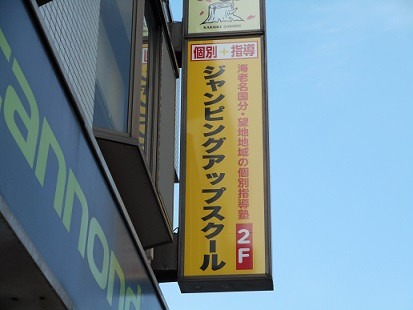 個別+指導
海老名国分・望地地域の個別指導塾
2F
ジャンピングアップスクール
cannon